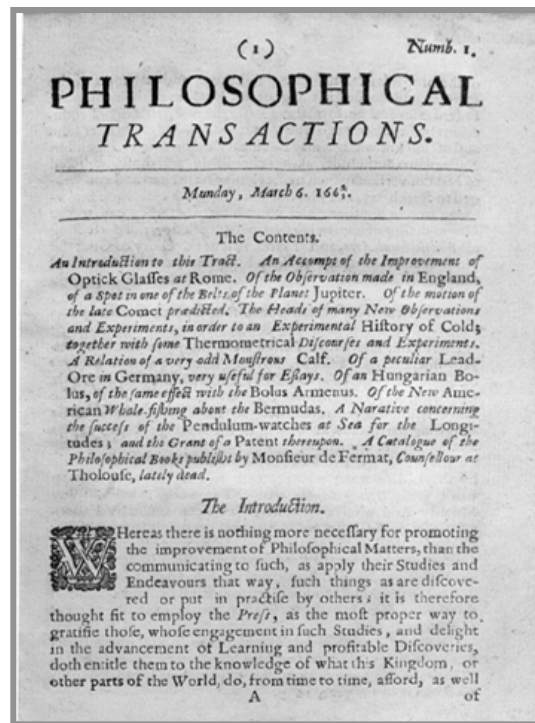 ( 1 ) Numb. 1.
PHILOSOPHICAL
TRANSACTIONS.
Munday, March 6. 166⅘.
The Contents.
An Introduction to this Tract. An Accompt of the Improvement of
Optick Glaſſes at Rome. Of the Obſervation made in England,
of a Spot in one of the Belts of the Planet Jupiter. Of the motion of
the late Comet prædicted. The Heads of many New Obſervations
and Experiments, in order to an Experimental Hiſtory of Cold;
together with ſome Thermometrical Diſcourſes and Experiments.
A Relation of a very odd Monſtrous Calf. Of a peculiar Lead-
Ore in Germany, very uſeful for Eſſays. Of an Hungarian Bo-
lus, of the ſame effect with the Bolus Armenus. Of the New Ame-
rican Whale-fiſhing about the Bermudas. A Narative concerning
the ſucceſs of the Pendulum-watches at Sea for the Longi-
tudes; and the Grant of a Patent thereupon. A Catalogue of the
Philoſophical Books publiſht by Monſieur de Fermat, Counſellour at
Tholouſe, lately dead.
The Introduction.
WHereas there is nothing more neceſſary for promoting
the improvement of Philoſophical Matters, than the
communicating to ſuch, as apply their Studies and
Endeavours that way, ſuch things as are diſcove-
red or put in practiſe by others; it is therefore
thought fit to employ the Preſs, as the moſt proper way to
gratifie thoſe, whoſe engagement in ſuch Studies, and delight
in the advancement of Learning and profitable Diſcoveries,
doth entitle them to the knowledge of what this Kingdom, or
other parts of the World, do, from time to time, afford, as well
A of